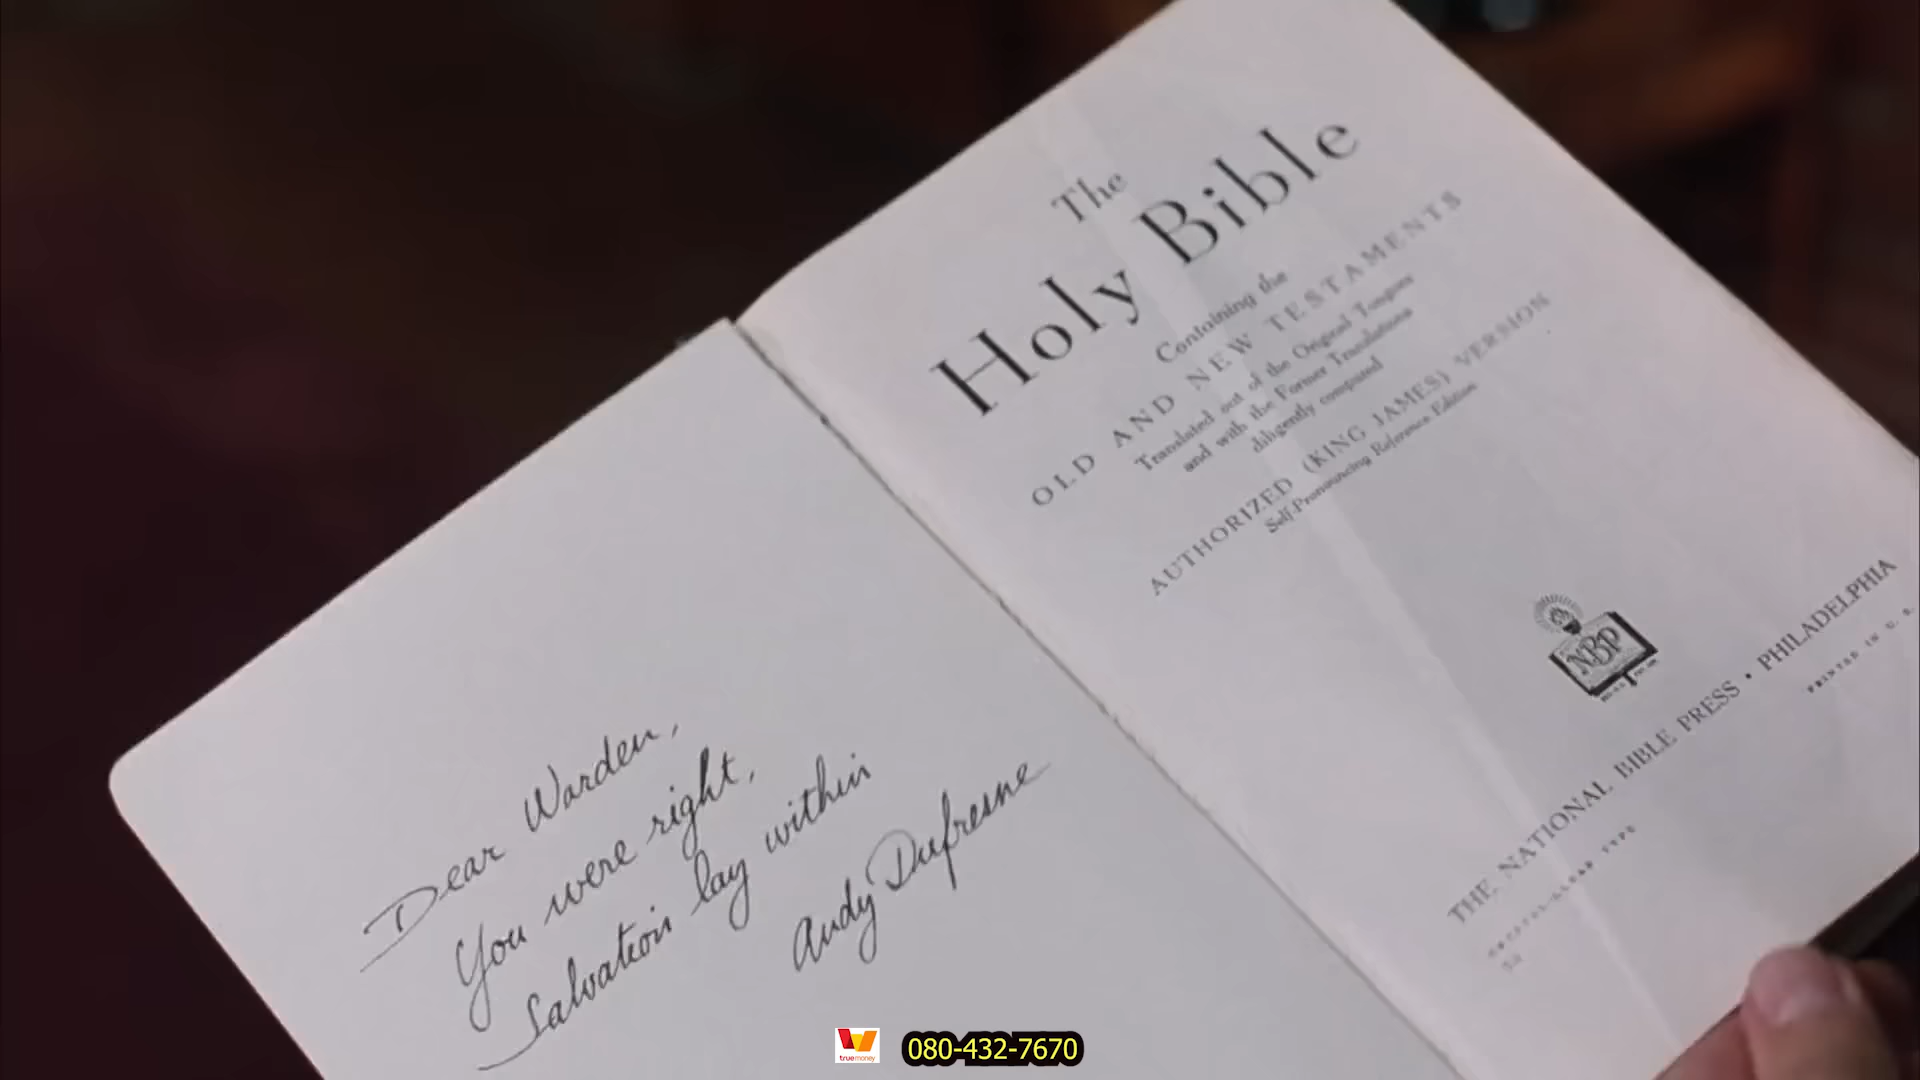 Dear Warden,
You were right,
Salvation lay within
Andy Dufresne
The
Holy Bible
Containing the
OLD AND NEW TESTAMENTS
Translated out of the Original Tongues
and with the Former Translations
diligently compared
AUTHORIZED (KING JAMES) VERSION
Self-Pronouncing Reference Edition
NBP
THE NATIONAL BIBLE PRESS • PHILADELPHIA
PRINTED IN U. S.
TYPE
truemoney
080-432-7670